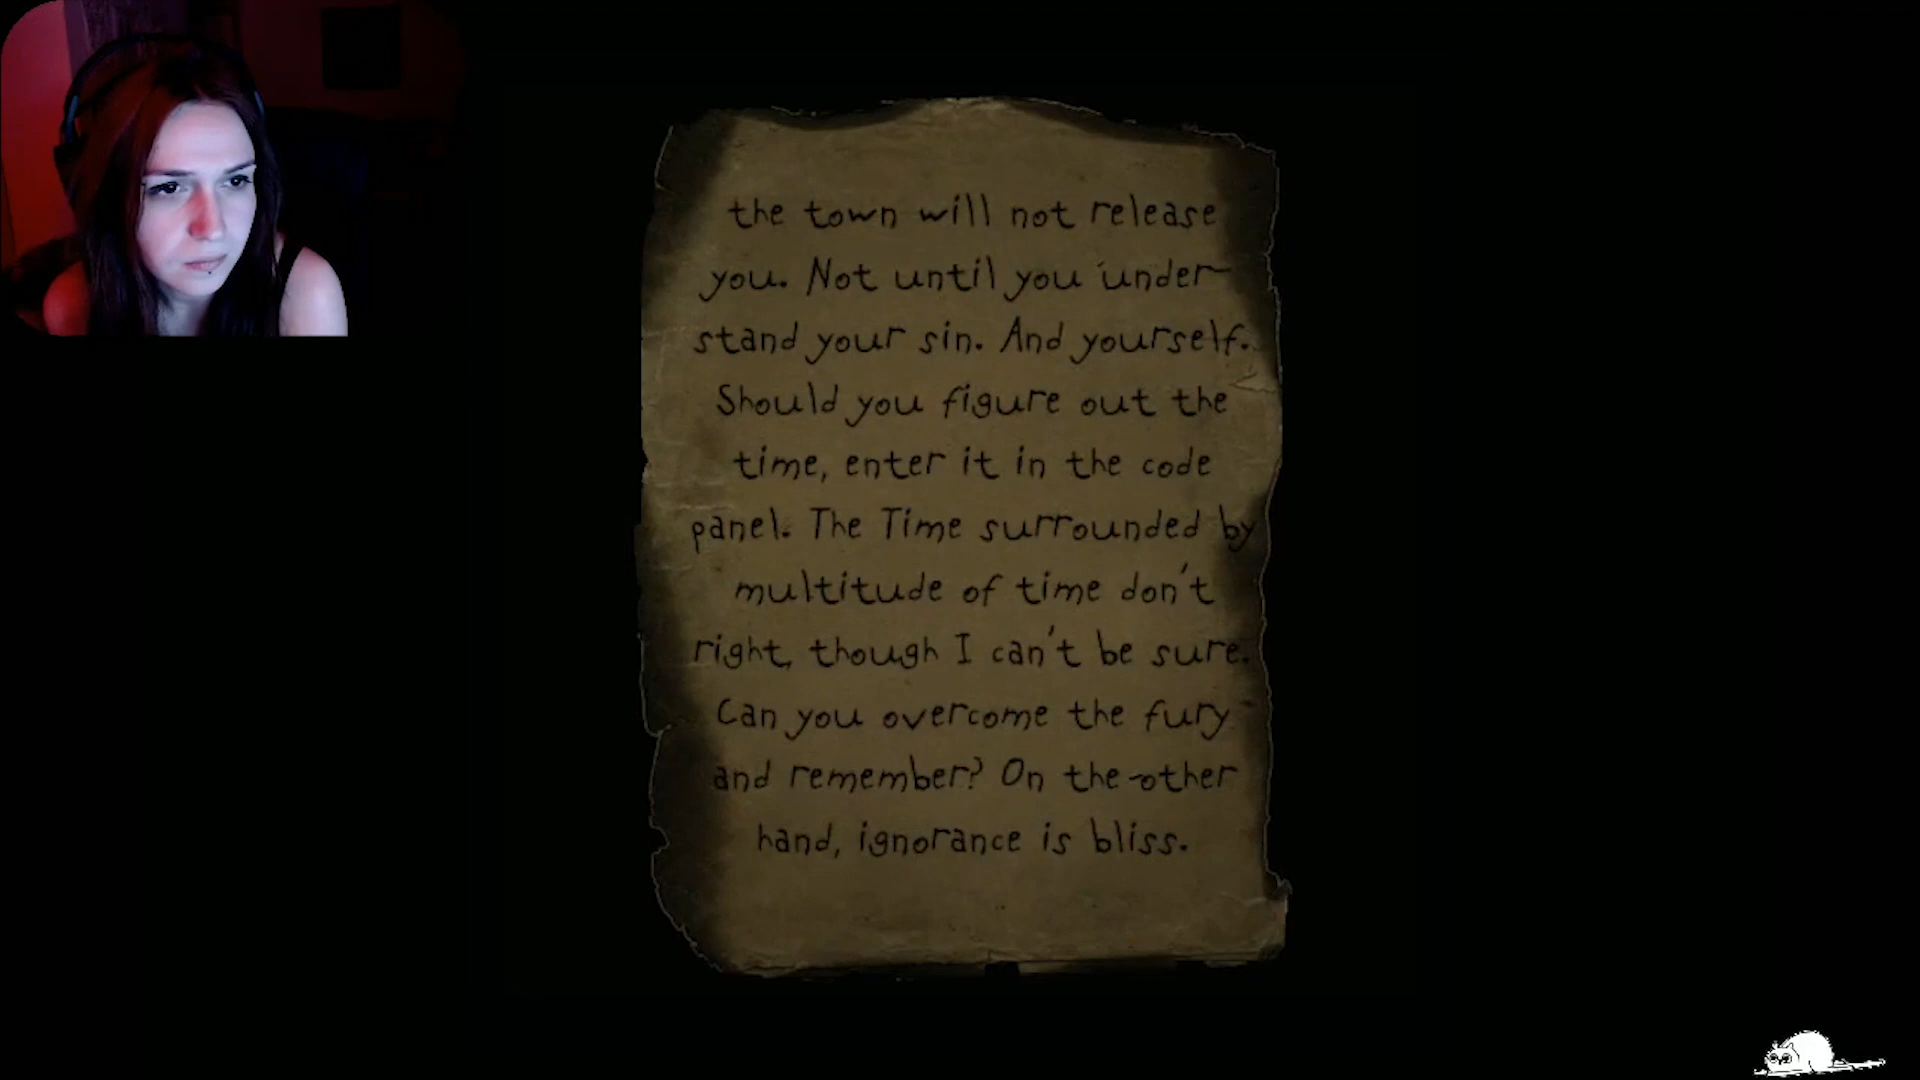 the town will not release
you. Not until you under-
stand your sin. And yourself.
Should you figure out the
time, enter it in the code
panel. The Time surrounded by
multitude of time don't
right, though I can't be sure.
Can you overcome the fury
and remember? On the other
hand, ignorance is bliss.